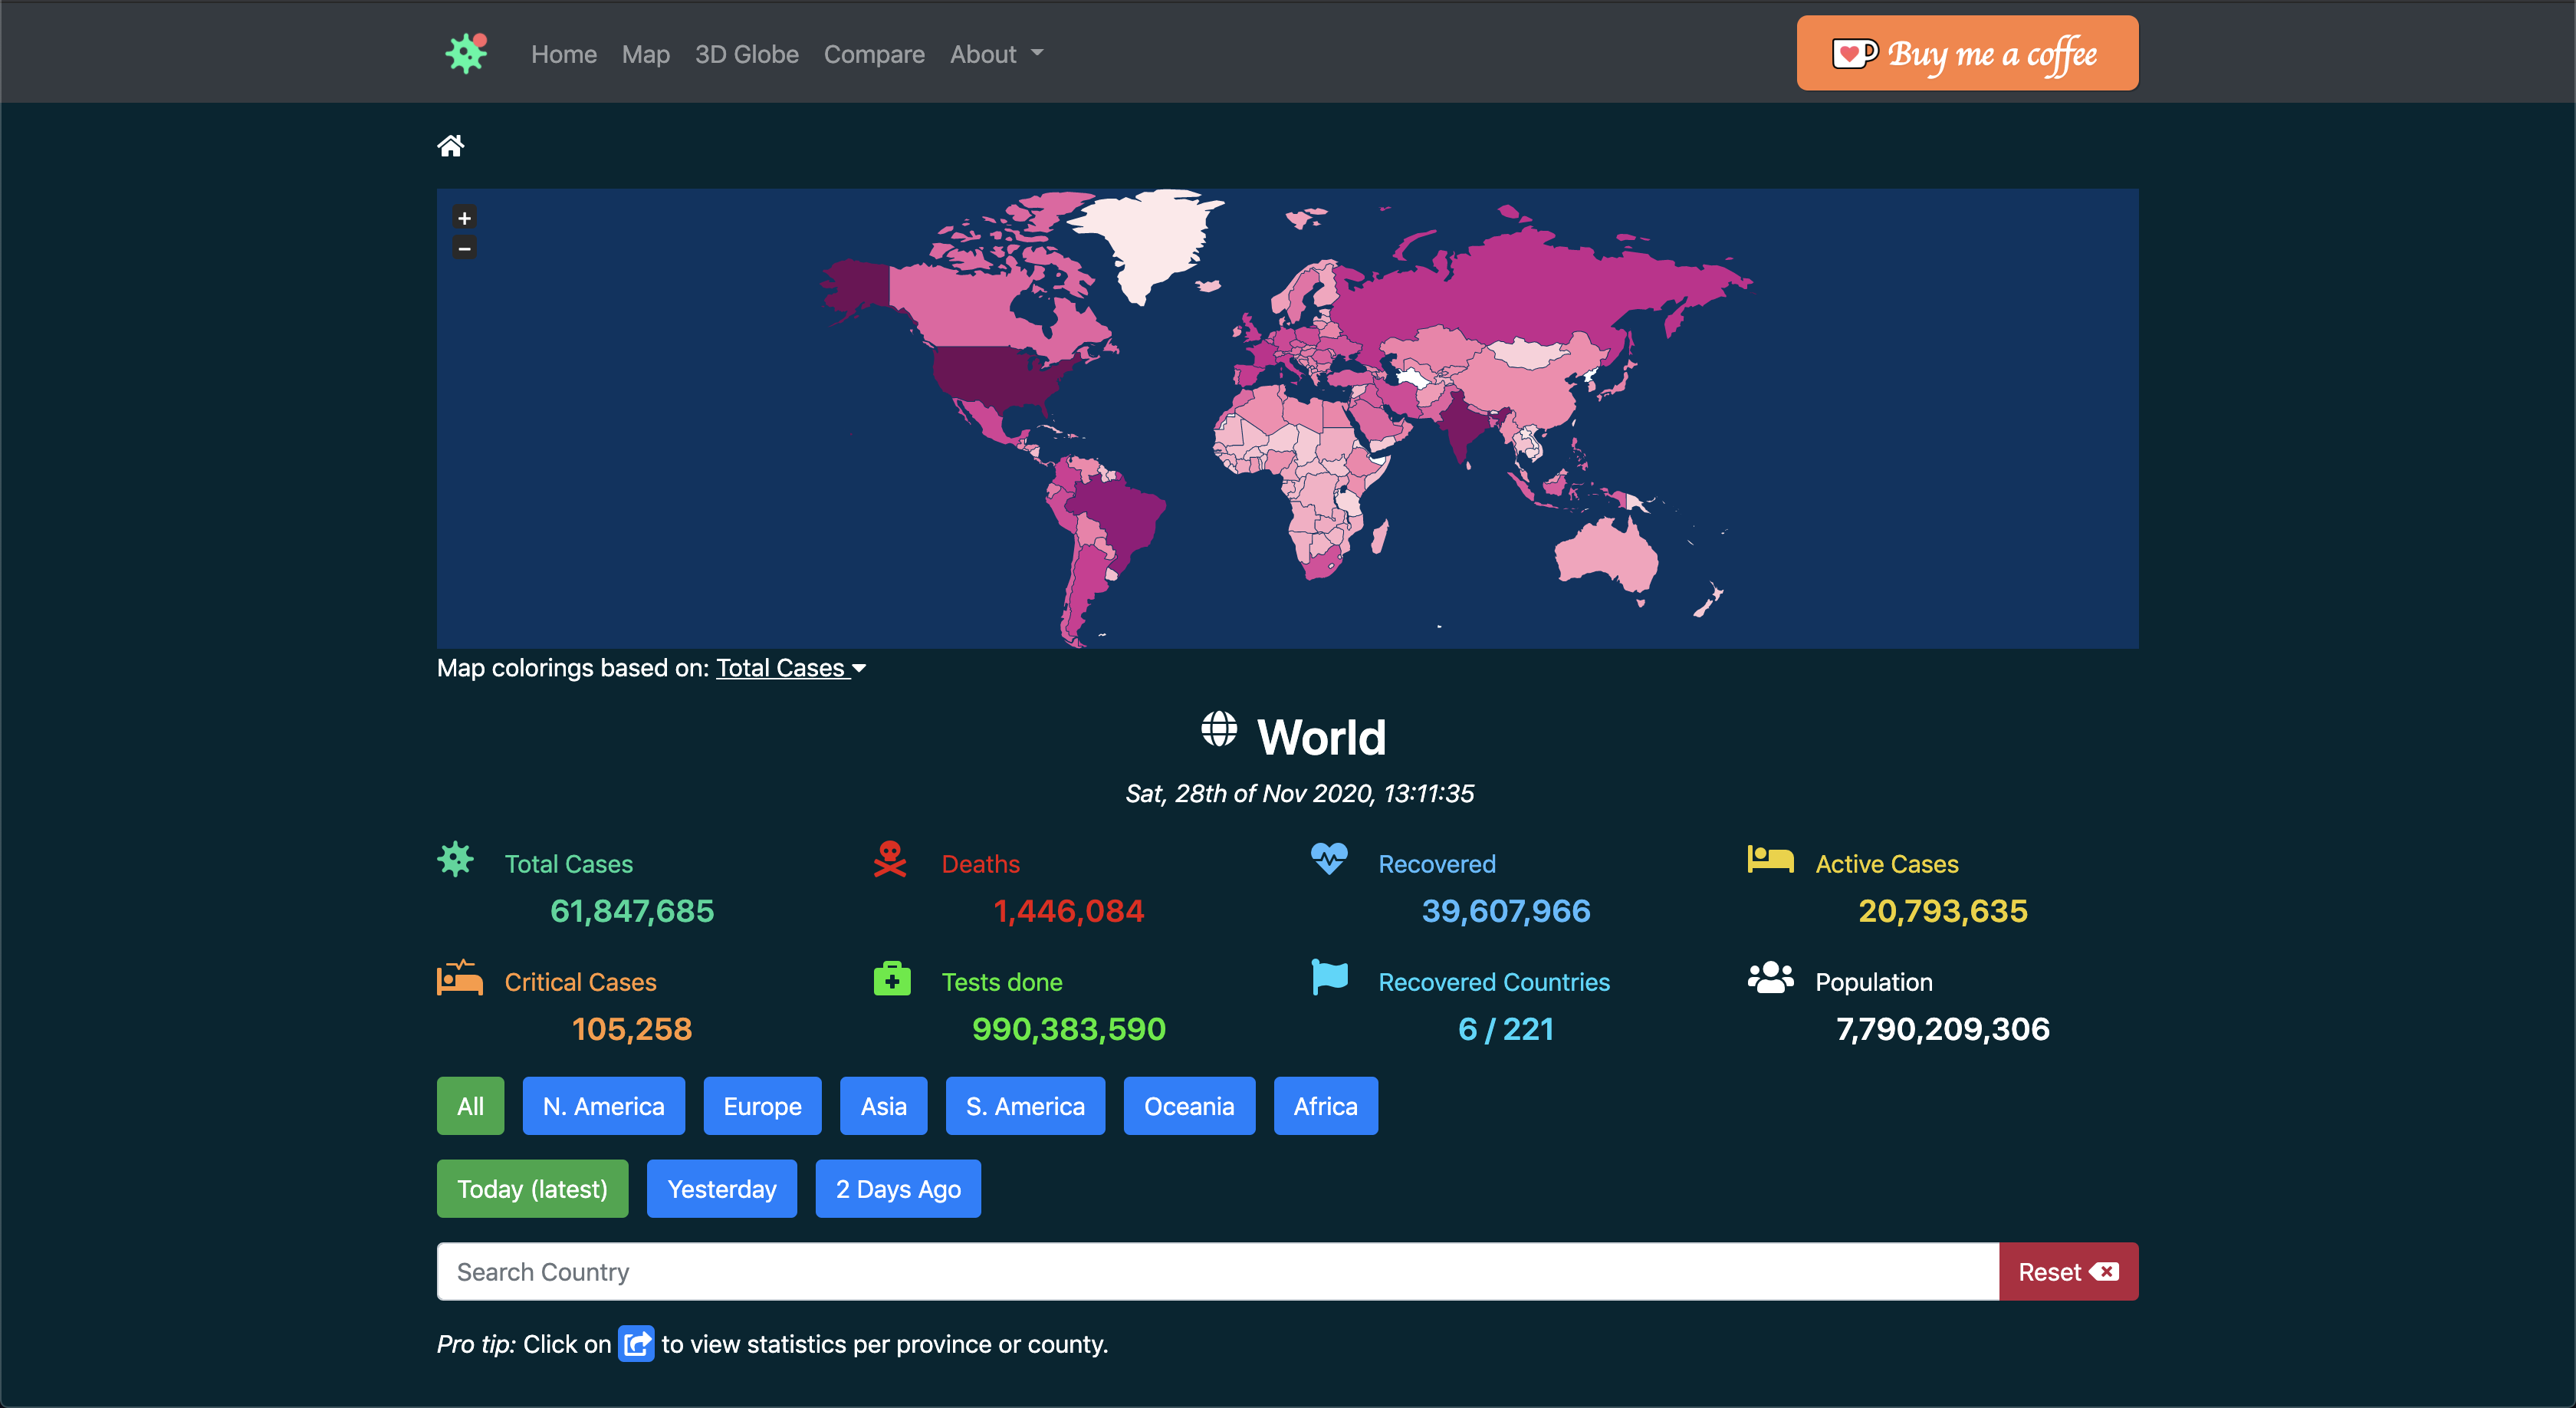 Home Map 3D Globe Compare About Buy me a coffee
+
−
Map colorings based on: Total Cases
World
Sat, 28th of Nov 2020, 13:11:35
Total Cases Deaths Recovered Active Cases
61,847,685 1,446,084 39,607,966 20,793,635
Critical Cases Tests done Recovered Countries Population
105,258 990,383,590 6 / 221 7,790,209,306
All N. America Europe Asia S. America Oceania Africa
Today (latest) Yesterday 2 Days Ago
Search Country Reset
Pro tip: Click on to view statistics per province or county.